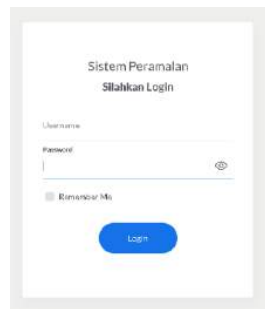 Sistem Peramalan
Silahkan Login
Username
Password
Remember Me
Login